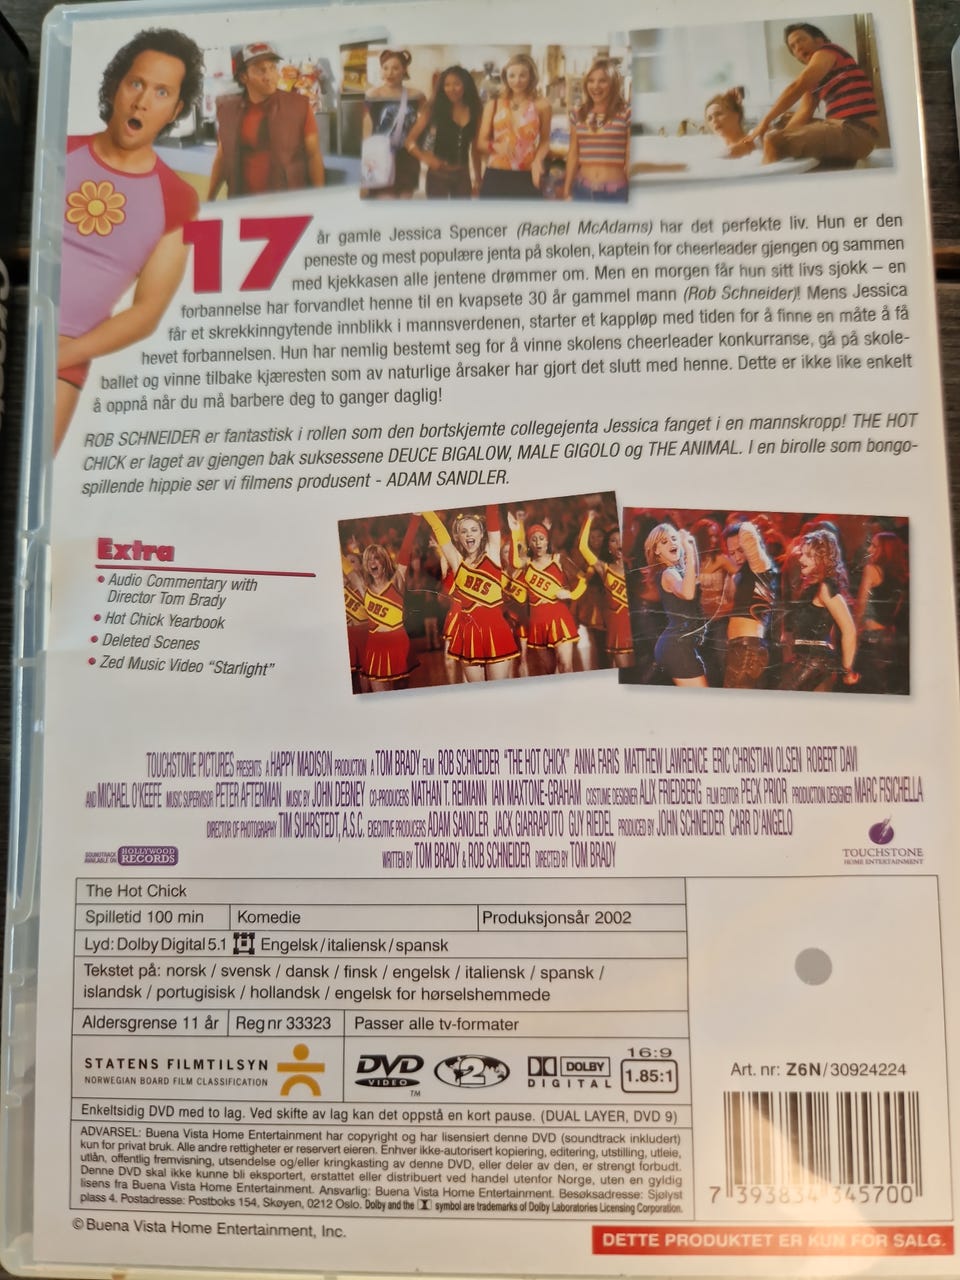 17 år gamle Jessica Spencer (Rachel McAdams) har det perfekte liv. Hun er den
peneste og mest populære jenta på skolen, kaptein for cheerleader gjengen og sammen
med kjekkasen alle jentene drømmer om. Men en morgen får hun sitt livs sjokk – en
forbannelse har forvandlet henne til en kvapsete 30 år gammel mann (Rob Schneider)! Mens Jessica
får et skrekkinngytende innblikk i mannsverdenen, starter et kappløp med tiden for å finne en måte å få
hevet forbannelsen. Hun har nemlig bestemt seg for å vinne skolens cheerleader konkurranse, gå på skole-
ballet og vinne tilbake kjæresten som av naturlige årsaker har gjort det slutt med henne. Dette er ikke like enkelt
å oppnå når du må barbere deg to ganger daglig!
ROB SCHNEIDER er fantastisk i rollen som den bortskjemte collegejenta Jessica fanget i en mannskropp! THE HOT
CHICK er laget av gjengen bak suksessene DEUCE BIGALOW, MALE GIGOLO og THE ANIMAL. I en birolle som bongo-
spillende hippie ser vi filmens produsent - ADAM SANDLER.
Extra
• Audio Commentary with
Director Tom Brady
• Hot Chick Yearbook
• Deleted Scenes
• Zed Music Video "Starlight"
BHS
BHS
BHS
TOUCHSTONE PICTURES PRESENTS A HAPPY MADISON PRODUCTION A TOM BRADY FILM ROB SCHNEIDER "THE HOT CHICK" ANNA FARIS MATTHEW LAWRENCE ERIC CHRISTIAN OLSEN ROBERT DAVI
AND MICHAEL O'KEEFE MUSIC SUPERVISOR PETER AFTERMAN MUSIC BY JOHN DEBNEY CO-PRODUCERS NATHAN T. REIMANN IAN MAXTONE-GRAHAM COSTUME DESIGNER ALIX FRIEDBERG FILM EDITOR PECK PRIOR PRODUCTION DESIGNER MARC FISICHELLA
DIRECTOR OF PHOTOGRAPHY TIM SUHRSTEDT, A.S.C. EXECUTIVE PRODUCERS ADAM SANDLER JACK GIARRAPUTO GUY RIEDEL PRODUCED BY JOHN SCHNEIDER CARR D'ANGELO
WRITTEN BY TOM BRADY & ROB SCHNEIDER DIRECTED BY TOM BRADY
SOUNDTRACK AVAILABLE ON HOLLYWOOD RECORDS
TOUCHSTONE
HOME ENTERTAINMENT
The Hot Chick
Spilletid 100 min Komedie Produksjonsår 2002
Lyd: Dolby Digital 5.1 Engelsk/italiensk/spansk
Tekstet på: norsk / svensk / dansk / finsk / engelsk / italiensk / spansk /
islandsk / portugisisk / hollandsk / engelsk for hørselshemmede
Aldersgrense 11 år Reg nr 33323 Passer alle tv-formater
STATENS FILMTILSYN
NORWEGIAN BOARD FILM CLASSIFICATION
DVD VIDEO TM
2
DOLBY DIGITAL
16:9
1.85:1
Art. nr: Z6N/30924224
Enkeltsidig DVD med to lag. Ved skifte av lag kan det oppstå en kort pause. (DUAL LAYER, DVD 9)
ADVARSEL: Buena Vista Home Entertainment har copyright og har lisensiert denne DVD (soundtrack inkludert)
kun for privat bruk. Alle andre rettigheter er reservert eieren. Enhver ikke-autorisert kopiering, editering, utstilling, utleie,
utlån, offentlig fremvisning, utsendelse og/eller kringkasting av denne DVD, eller deler av den, er strengt forbudt.
Denne DVD skal ikke kunne bli eksportert, erstattet eller distribuert ved handel utenfor Norge, uten en gyldig
lisens fra Buena Vista Home Entertainment. Ansvarlig: Buena Vista Home Entertainment. Besøksadresse: Sjølyst
plass 4. Postadresse: Postboks 154, Skøyen, 0212 Oslo. Dolby and the symbol are trademarks of Dolby Laboratories Licensing Corporation.
7 393834 345700
© Buena Vista Home Entertainment, Inc.
DETTE PRODUKTET ER KUN FOR SALG.